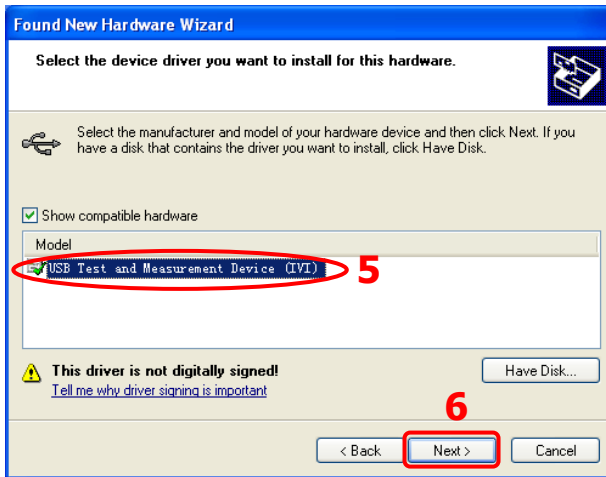 Found New Hardware Wizard
Select the device driver you want to install for this hardware.
Select the manufacturer and model of your hardware device and then click Next. If you
have a disk that contains the driver you want to install, click Have Disk.
Show compatible hardware
Model
USB Test and Measurement Device (IVI)
5
This driver is not digitally signed!
Have Disk...
Tell me why driver signing is important
6
< Back
Next >
Cancel